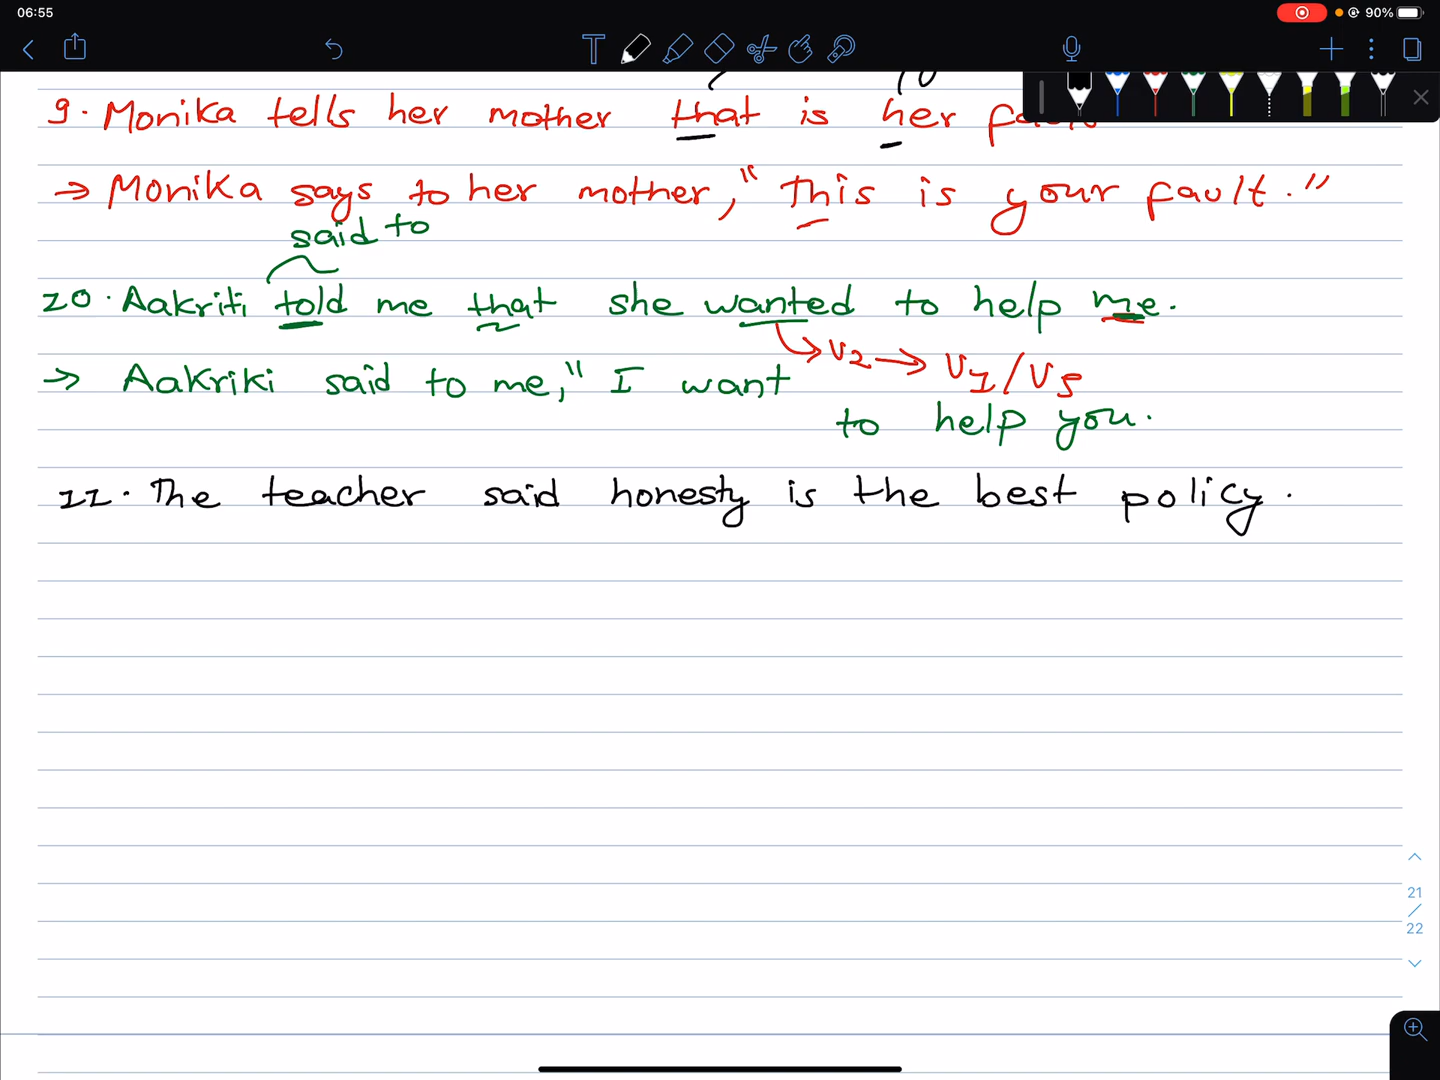 06:55
90%
9. Monika tells her mother that is her
→ Monika says to her mother, "This is your fault."
said to
10. Aakriti told me that she wanted to help me.
↳ V2 → V1/V5
→ Aakriki said to me," I want
to help you.
11. The teacher said honesty is the best policy.
21
/
22